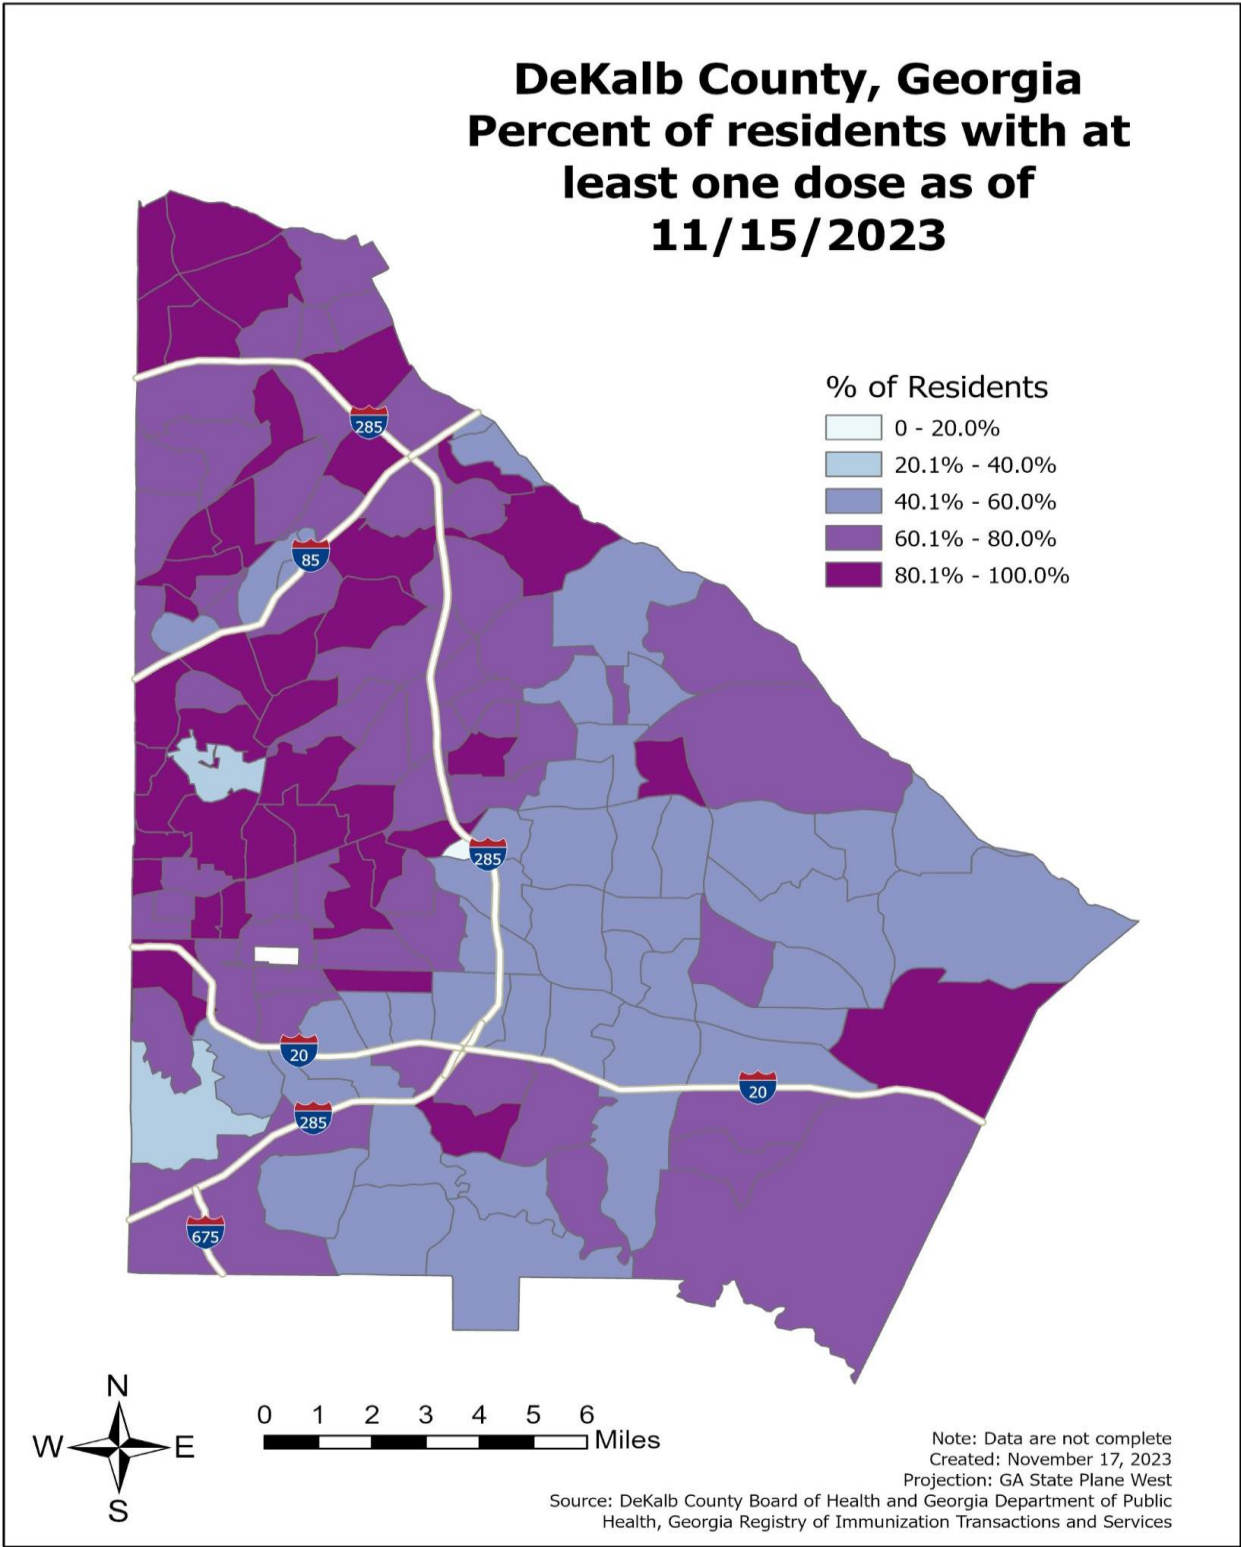 DeKalb County, Georgia
Percent of residents with at
least one dose as of
11/15/2023
% of Residents
0 - 20.0%
20.1% - 40.0%
40.1% - 60.0%
60.1% - 80.0%
80.1% - 100.0%
285
85
285
20
20
285
675
N
W E
S
0 1 2 3 4 5 6
Miles
Note: Data are not complete
Created: November 17, 2023
Projection: GA State Plane West
Source: DeKalb County Board of Health and Georgia Department of Public
Health, Georgia Registry of Immunization Transactions and Services